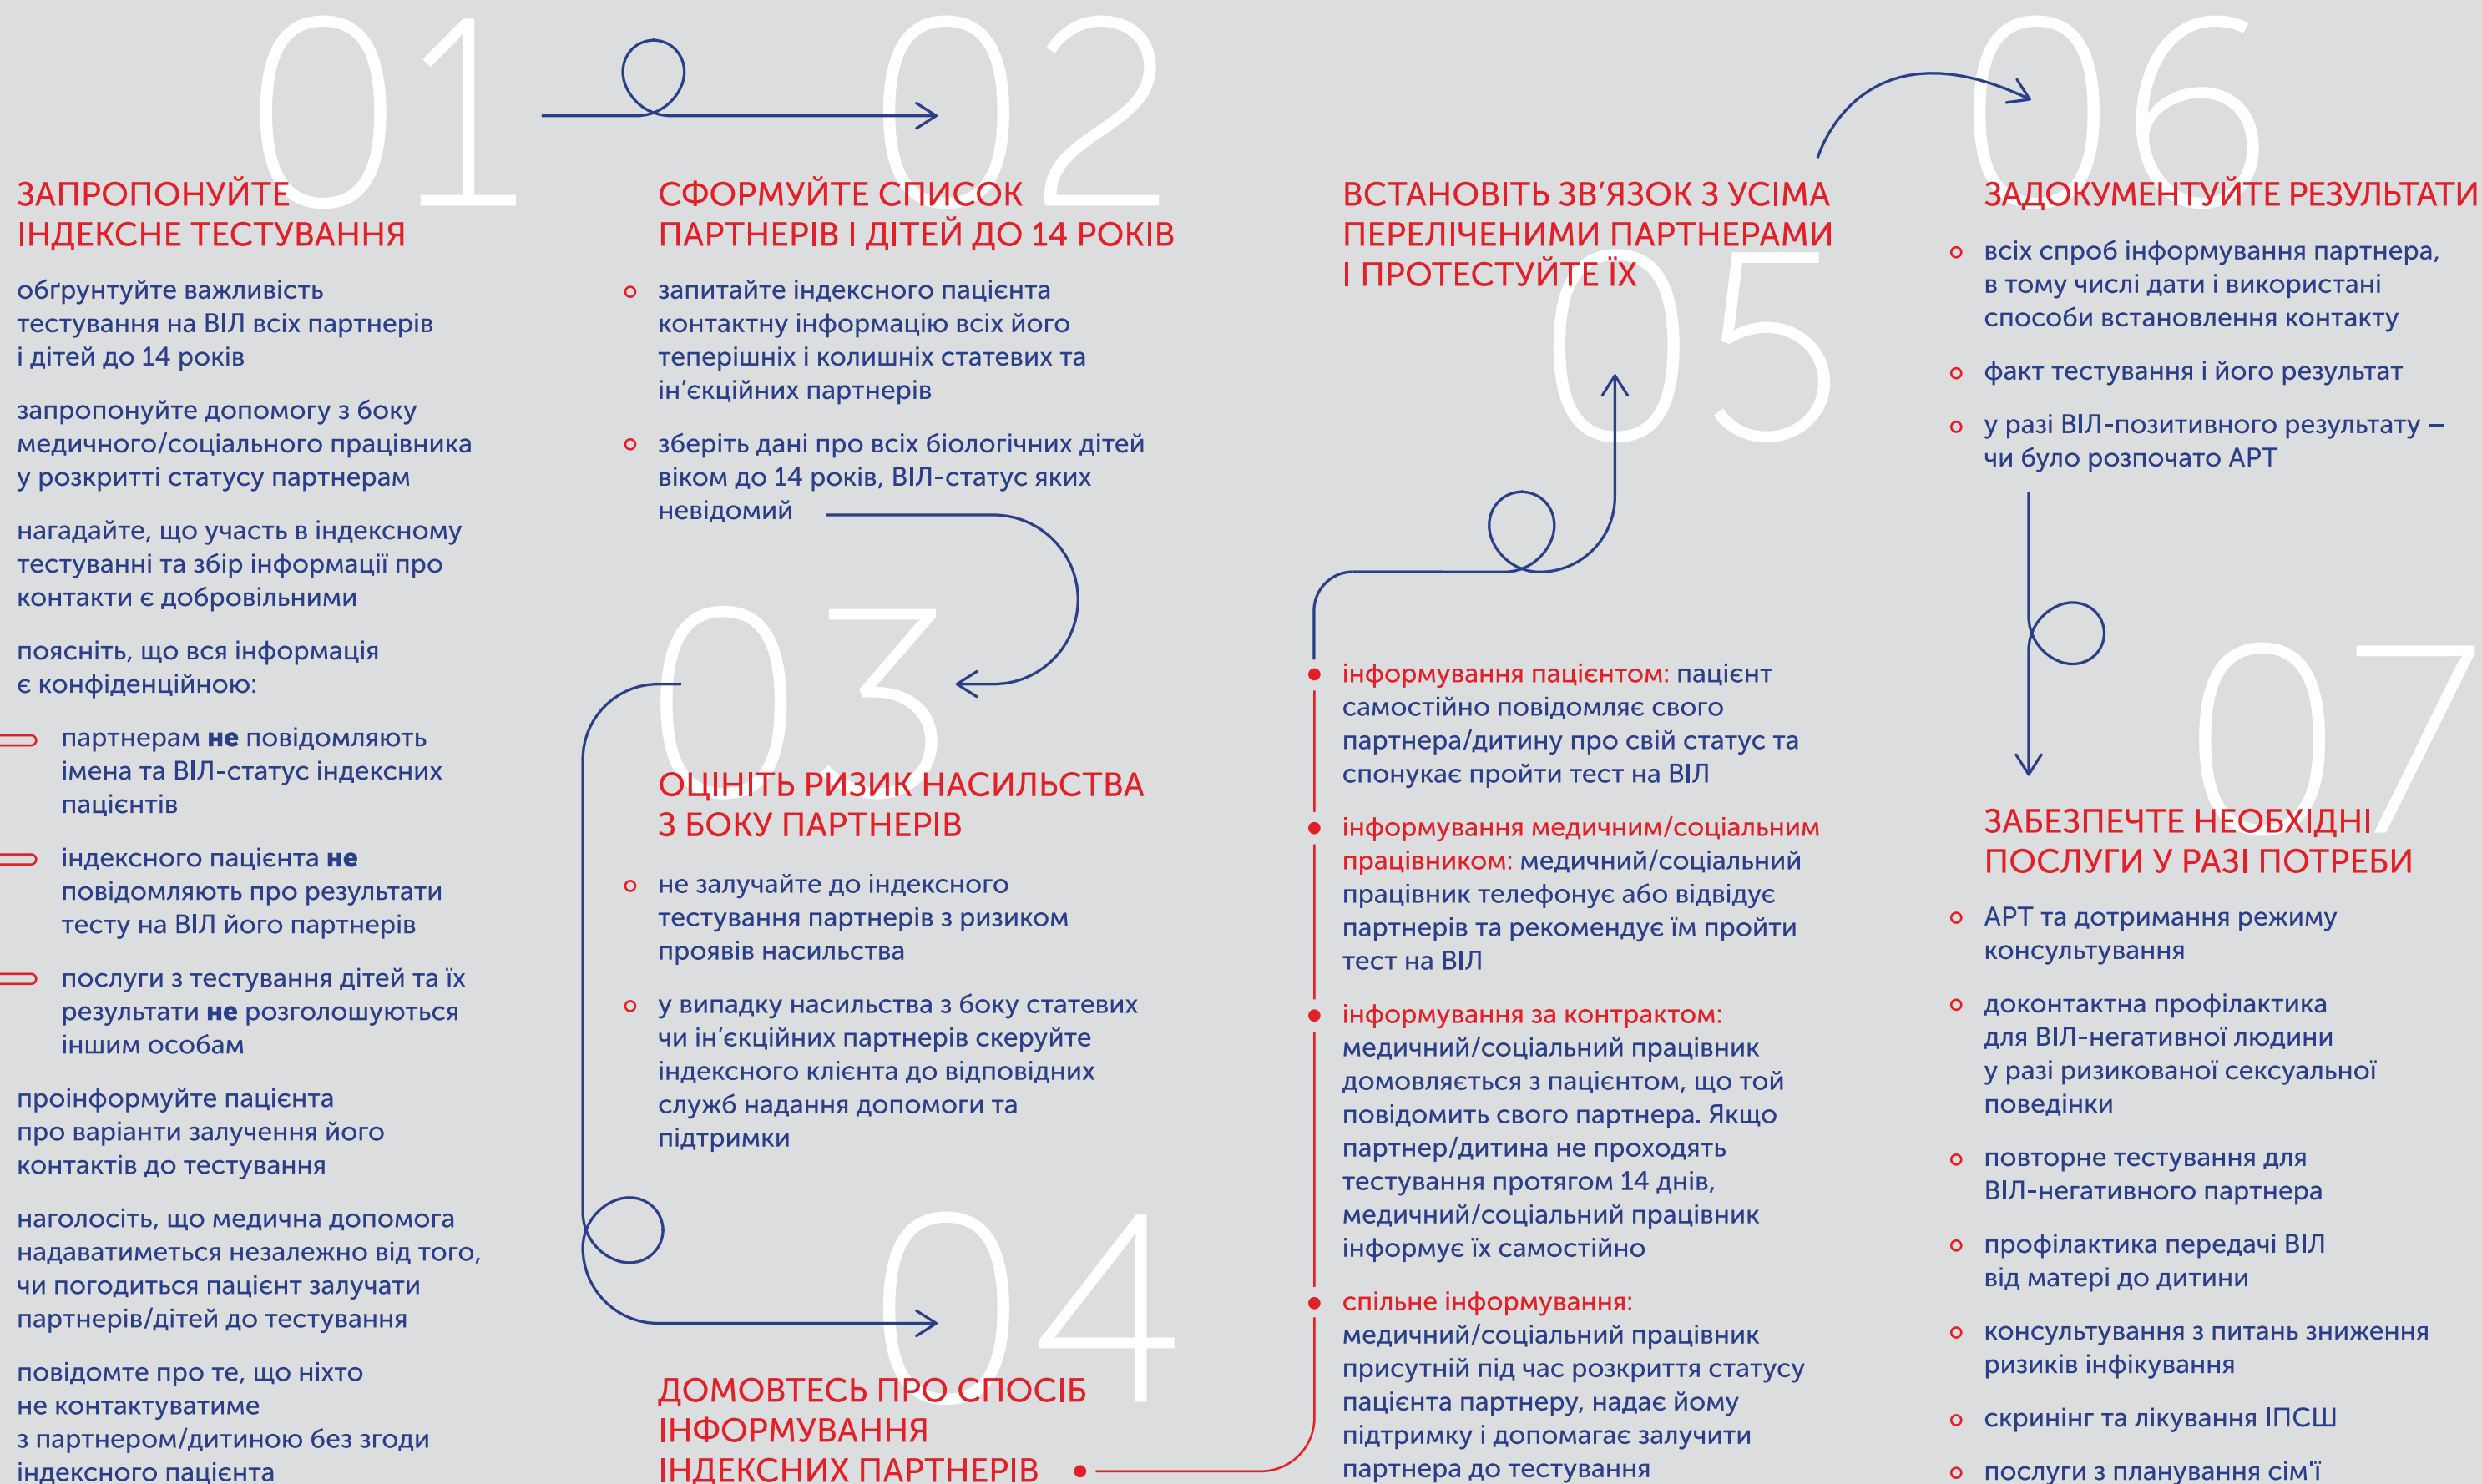 01
ЗАПРОПОНУЙТЕ
ІНДЕКСНЕ ТЕСТУВАННЯ
обґрунтуйте важливість
тестування на ВІЛ всіх партнерів
і дітей до 14 років
запропонуйте допомогу з боку
медичного/соціального працівника
у розкритті статусу партнерам
нагадайте, що участь в індексному
тестуванні та збір інформації про
контакти є добровільними
поясніть, що вся інформація
є конфіденційною:
партнерам не повідомляють
імена та ВІЛ-статус індексних
пацієнтів
індексного пацієнта не
повідомляють про результати
тесту на ВІЛ його партнерів
послуги з тестування дітей та їх
результати не розголошуються
іншим особам
проінформуйте пацієнта
про варіанти залучення його
контактів до тестування
наголосіть, що медична допомога
надаватиметься незалежно від того,
чи погодиться пацієнт залучати
партнерів/дітей до тестування
повідомте про те, що ніхто
не контактуватиме
з партнером/дитиною без згоди
індексного пацієнта
02
СФОРМУЙТЕ СПИСОК
ПАРТНЕРІВ І ДІТЕЙ ДО 14 РОКІВ
запитайте індексного пацієнта
контактну інформацію всіх його
теперішніх і колишніх статевих та
ін’єкційних партнерів
зберіть дані про всіх біологічних дітей
віком до 14 років, ВІЛ-статус яких
невідомий
03
ОЦІНІТЬ РИЗИК НАСИЛЬСТВА
З БОКУ ПАРТНЕРІВ
не залучайте до індексного
тестування партнерів з ризиком
проявів насильства
у випадку насильства з боку статевих
чи ін’єкційних партнерів скеруйте
індексного клієнта до відповідних
служб надання допомоги та
підтримки
04
ДОМОВТЕСЬ ПРО СПОСІБ
ІНФОРМУВАННЯ
ІНДЕКСНИХ ПАРТНЕРІВ
інформування пацієнтом: пацієнт
самостійно повідомляє свого
партнера/дитину про свій статус та
спонукає пройти тест на ВІЛ
інформування медичним/соціальним
працівником: медичний/соціальний
працівник телефонує або відвідує
партнерів та рекомендує їм пройти
тест на ВІЛ
інформування за контрактом:
медичний/соціальний працівник
домовляється з пацієнтом, що той
повідомить свого партнера. Якщо
партнер/дитина не проходять
тестування протягом 14 днів,
медичний/соціальний працівник
інформує їх самостійно
спільне інформування:
медичний/соціальний працівник
присутній під час розкриття статусу
пацієнта партнеру, надає йому
підтримку і допомагає залучити
партнера до тестування
05
ВСТАНОВІТЬ ЗВ’ЯЗОК З УСІМА
ПЕРЕЛІЧЕНИМИ ПАРТНЕРАМИ
І ПРОТЕСТУЙТЕ ЇХ
06
ЗАДОКУМЕНТУЙТЕ РЕЗУЛЬТАТИ
всіх спроб інформування партнера,
в тому числі дати і використані
способи встановлення контакту
факт тестування і його результат
у разі ВІЛ-позитивного результату –
чи було розпочато АРТ
07
ЗАБЕЗПЕЧТЕ НЕОБХІДНІ
ПОСЛУГИ У РАЗІ ПОТРЕБИ
АРТ та дотримання режиму
консультування
доконтактна профілактика
для ВІЛ-негативної людини
у разі ризикованої сексуальної
поведінки
повторне тестування для
ВІЛ-негативного партнера
профілактика передачі ВІЛ
від матері до дитини
консультування з питань зниження
ризиків інфікування
скринінг та лікування ІПСШ
послуги з планування сім'ї